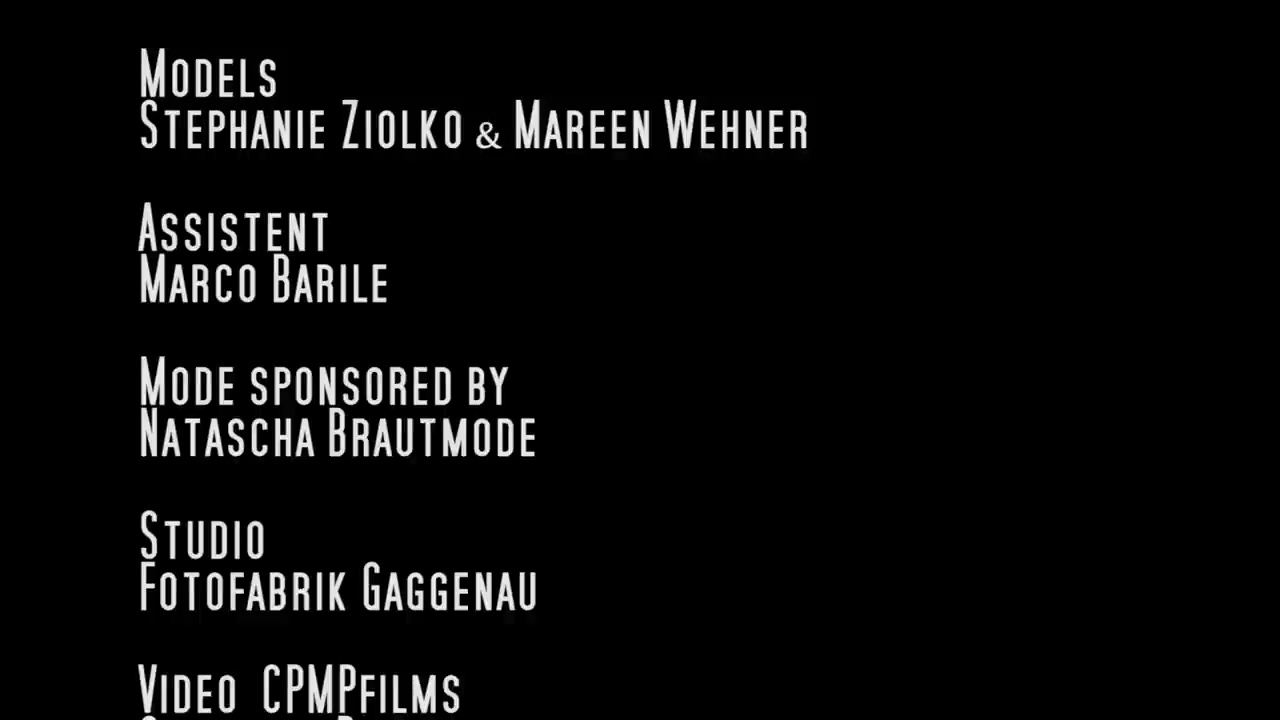 Models
Stephanie Ziolko & Mareen Wehner
Assistent
Marco Barile
Mode sponsored by
Natascha Brautmode
Studio
Fotofabrik Gaggenau
Video CPMPfilms